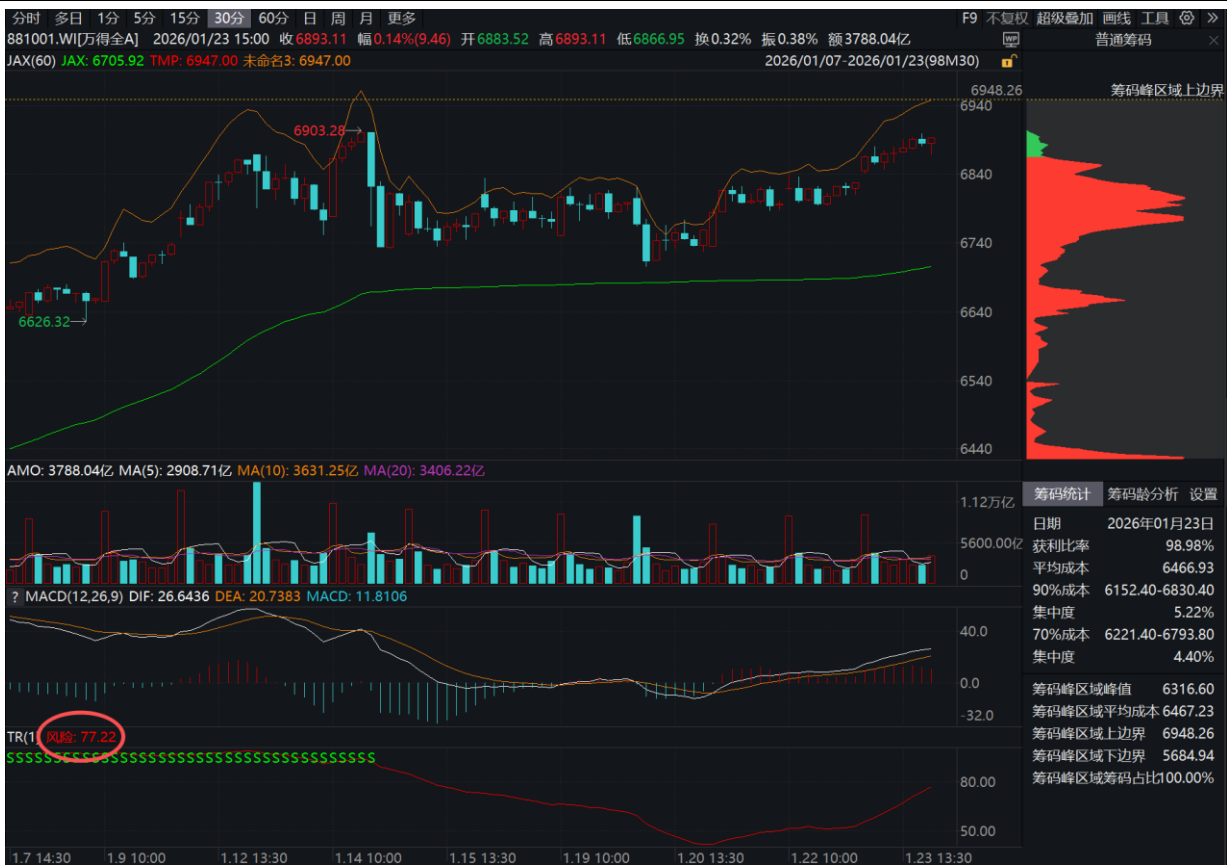 分时 多日 1分 5分 15分 30分 60分 日 周 月 更多 F9 不复权 超级叠加 画线 工具
881001.WI[万得全A] 2026/01/23 15:00 收6893.11 幅0.14%(9.46) 开6883.52 高6893.11 低6866.95 换0.32% 振0.38% 额3788.04亿 WP 普通筹码
JAX(60) JAX: 6705.92 TMP: 6947.00 未命名3: 6947.00 2026/01/07-2026/01/23(98M30)
6948.26 筹码峰区域上边界
6940
6903.28
6840
6740
6640
6626.32
6540
6440
AMO: 3788.04亿 MA(5): 2908.71亿 MA(10): 3631.25亿 MA(20): 3406.22亿
1.12万亿
5600.00亿
0
? MACD(12,26,9) DIF: 26.6436 DEA: 20.7383 MACD: 11.8106
40.0
0.0
-32.0
TR(1) 风险: 77.22
SSSSSSSSSSSSSSSSSSSSSSSSSSSSSSSSSSSSSSS
80.00
50.00
1.7 14:30 1.9 10:00 1.12 13:30 1.14 10:00 1.15 13:30 1.19 10:00 1.20 13:30 1.22 10:00 1.23 13:30
筹码统计 筹码龄分析 设置
日期 2026年01月23日
获利比率 98.98%
平均成本 6466.93
90%成本 6152.40-6830.40
集中度 5.22%
70%成本 6221.40-6793.80
集中度 4.40%
筹码峰区域峰值 6316.60
筹码峰区域平均成本 6467.23
筹码峰区域上边界 6948.26
筹码峰区域下边界 5684.94
筹码峰区域筹码占比100.00%